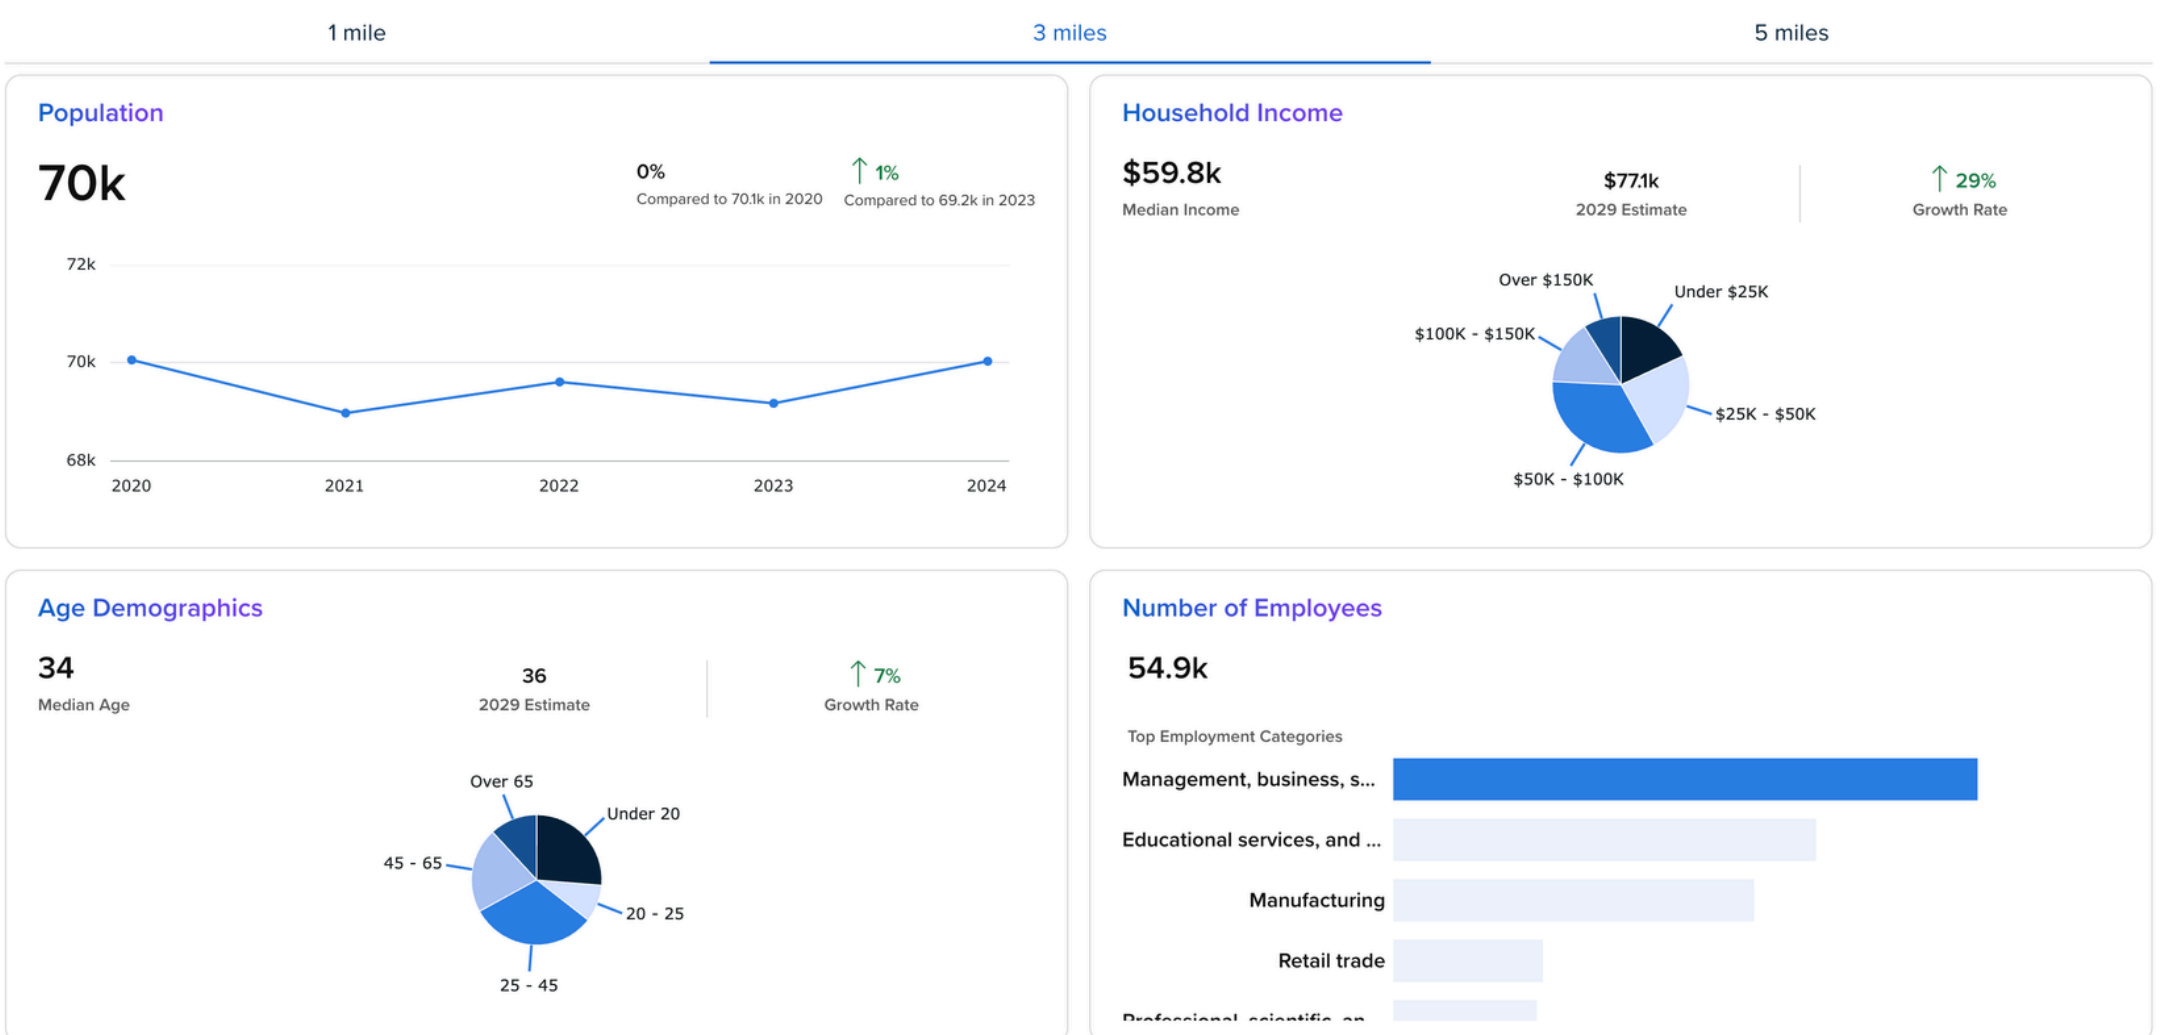 1 mile
3 miles
5 miles
Population
70k
0%
Compared to 70.1k in 2020
↑ 1%
Compared to 69.2k in 2023
72k
70k
68k
2020
2021
2022
2023
2024
Household Income
$59.8k
Median Income
$77.1k
2029 Estimate
↑ 29%
Growth Rate
Over $150K
Under $25K
$100K - $150K
$25K - $50K
$50K - $100K
Age Demographics
34
Median Age
36
2029 Estimate
↑ 7%
Growth Rate
Over 65
Under 20
45 - 65
20 - 25
25 - 45
Number of Employees
54.9k
Top Employment Categories
Management, business, s...
Educational services, and ...
Manufacturing
Retail trade
Professional, scientific, an